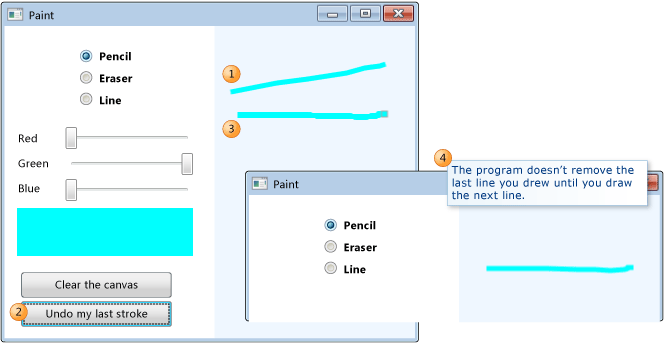 Paint
Pencil
Eraser
Line
Red
Green
Blue
Clear the canvas
2
Undo my last stroke
1
3
4
The program doesn't remove the
last line you drew until you draw
the next line.
Paint
Pencil
Eraser
Line